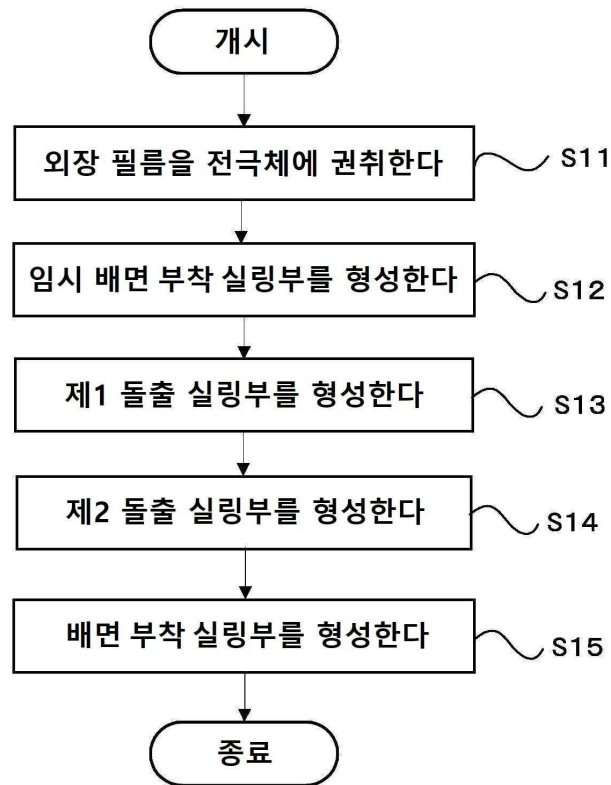 개시
외장 필름을 전극체에 권취한다
S11
임시 배면 부착 실링부를 형성한다
S12
제1 돌출 실링부를 형성한다
S13
제2 돌출 실링부를 형성한다
S14
배면 부착 실링부를 형성한다
S15
종료